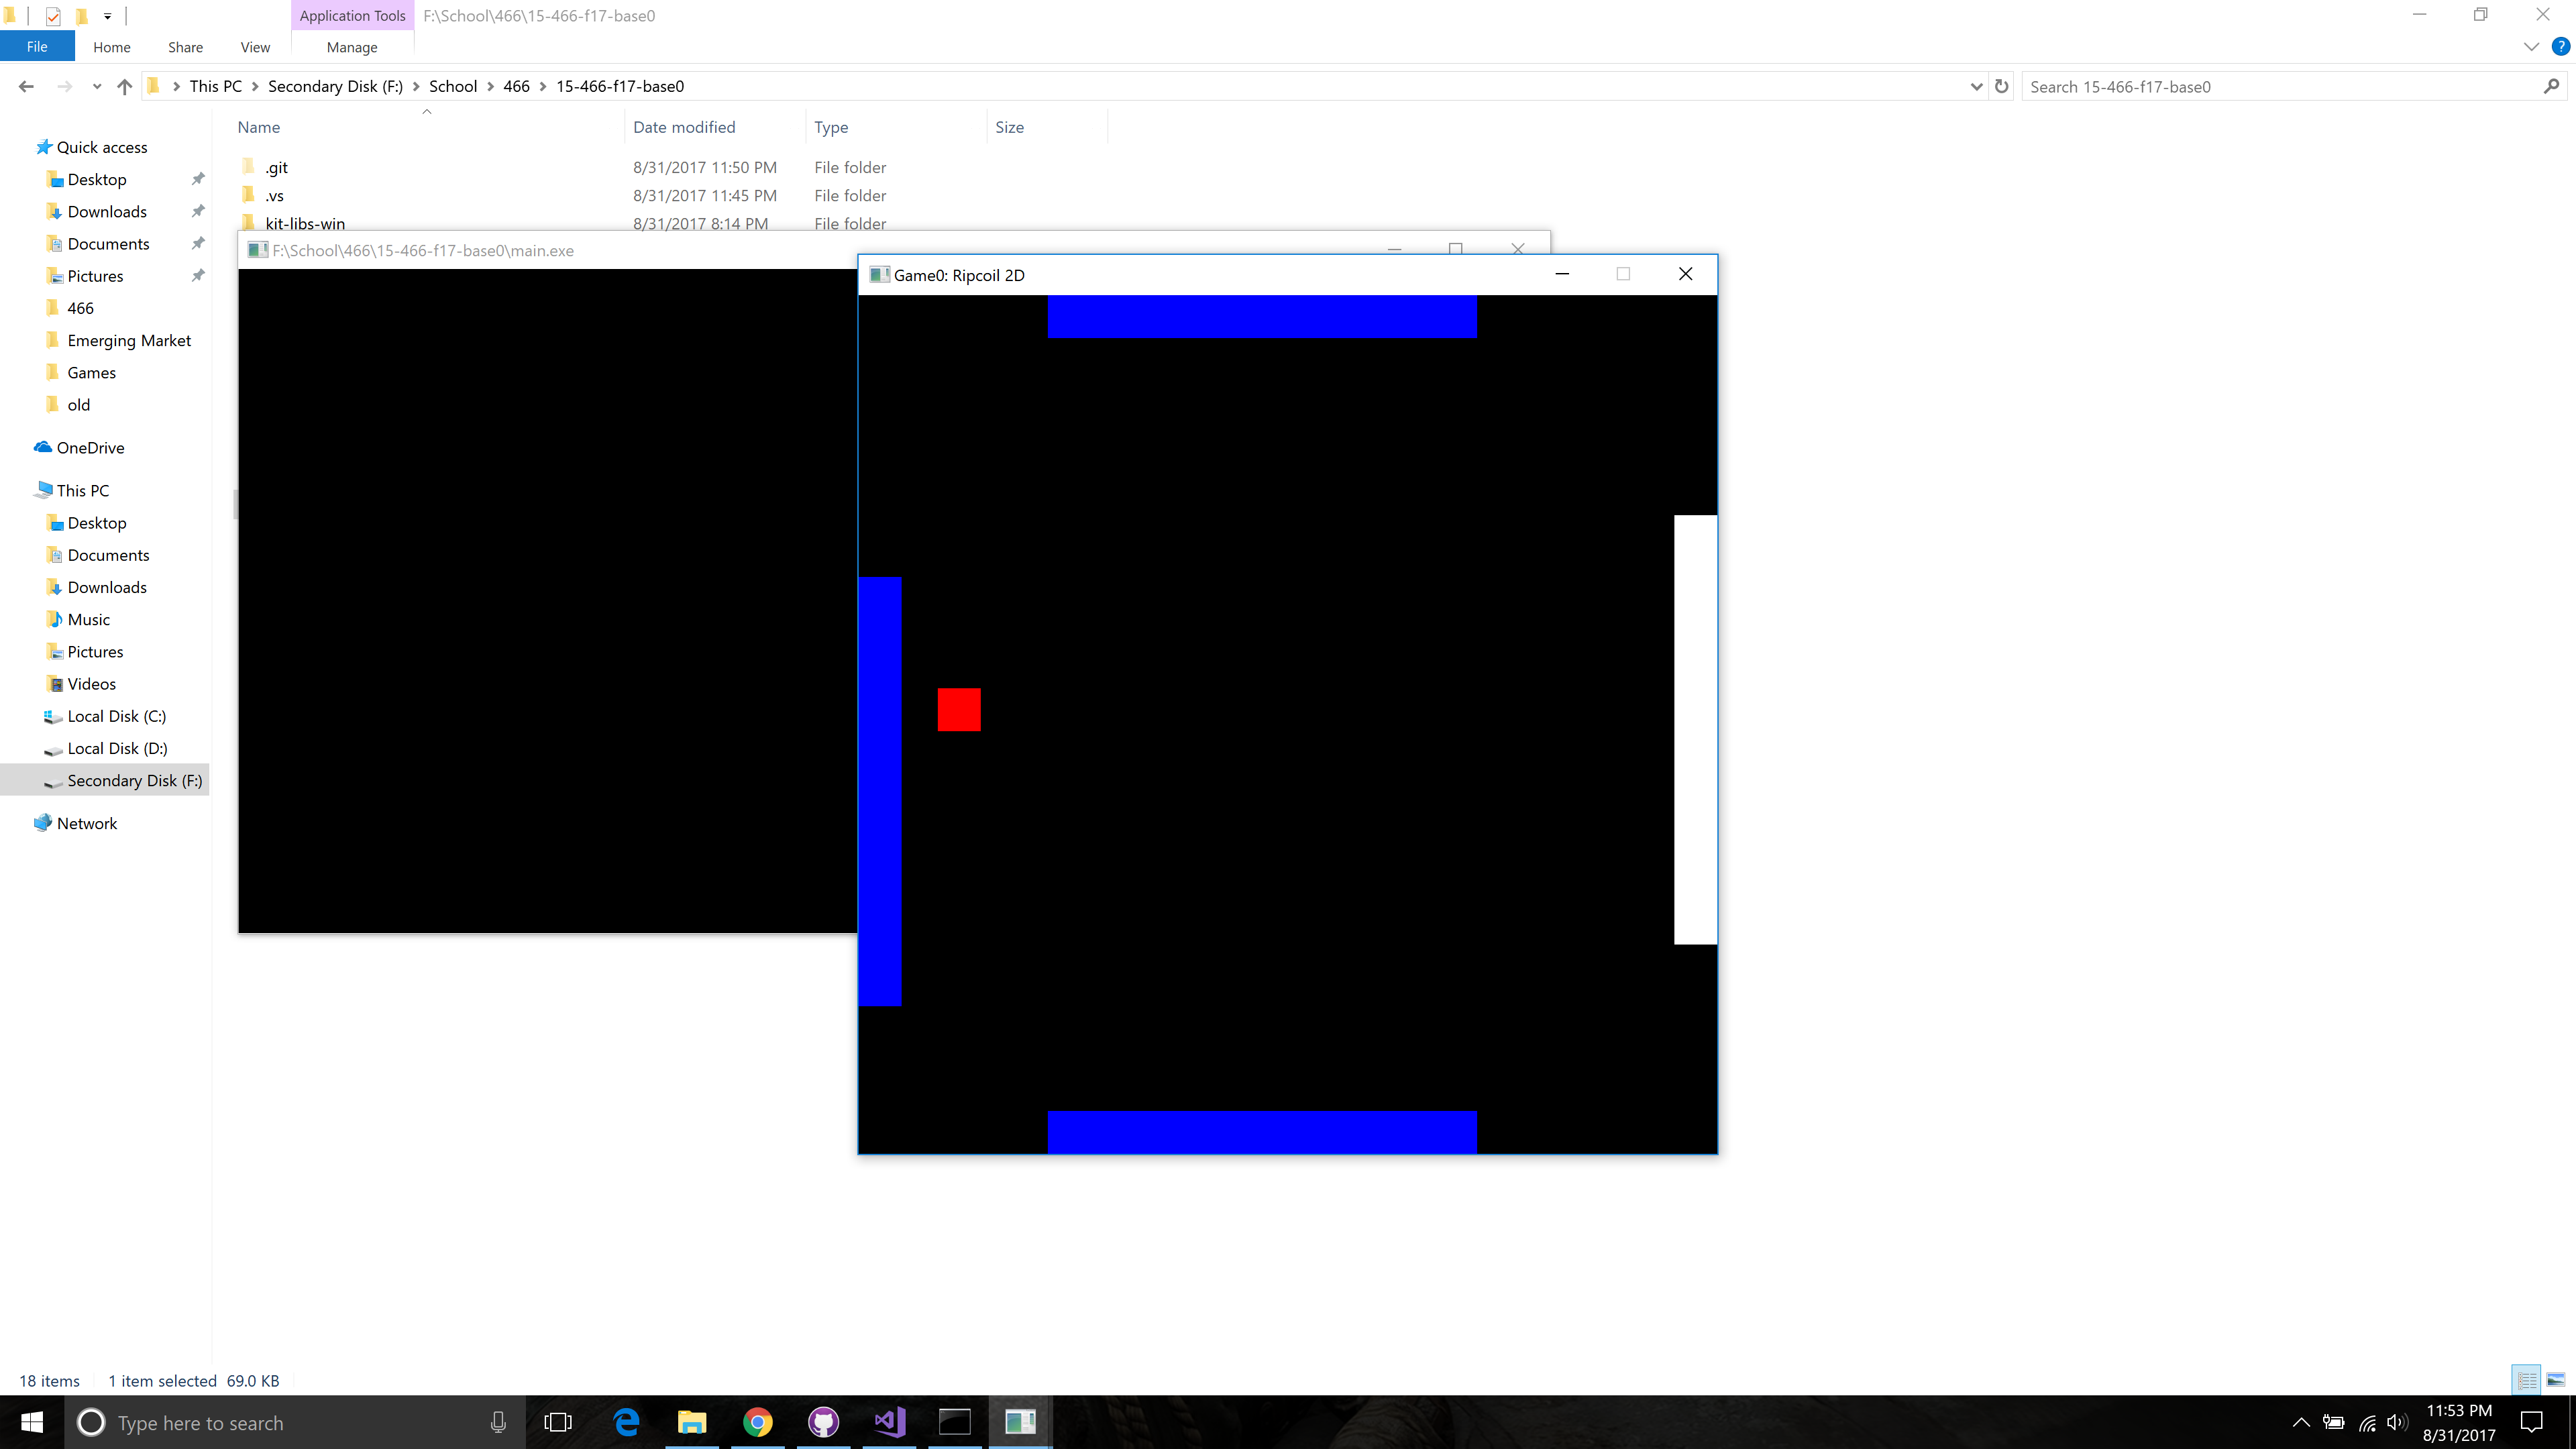 Application Tools F:\School\466\15-466-f17-base0
File Home Share View Manage
This PC Secondary Disk (F:) School 466 15-466-f17-base0
Search 15-466-f17-base0
Name Date modified Type Size
Quick access
Desktop
Downloads
Documents
Pictures
466
Emerging Market
Games
old
OneDrive
This PC
Desktop
Documents
Downloads
Music
Pictures
Videos
Local Disk (C:)
Local Disk (D:)
Secondary Disk (F:)
Network
.git 8/31/2017 11:50 PM File folder
.vs 8/31/2017 11:45 PM File folder
kit-libs-win 8/31/2017 8:14 PM File folder
F:\School\466\15-466-f17-base0\main.exe
Game0: Ripcoil 2D
18 items 1 item selected 69.0 KB
Type here to search
11:53 PM
8/31/2017